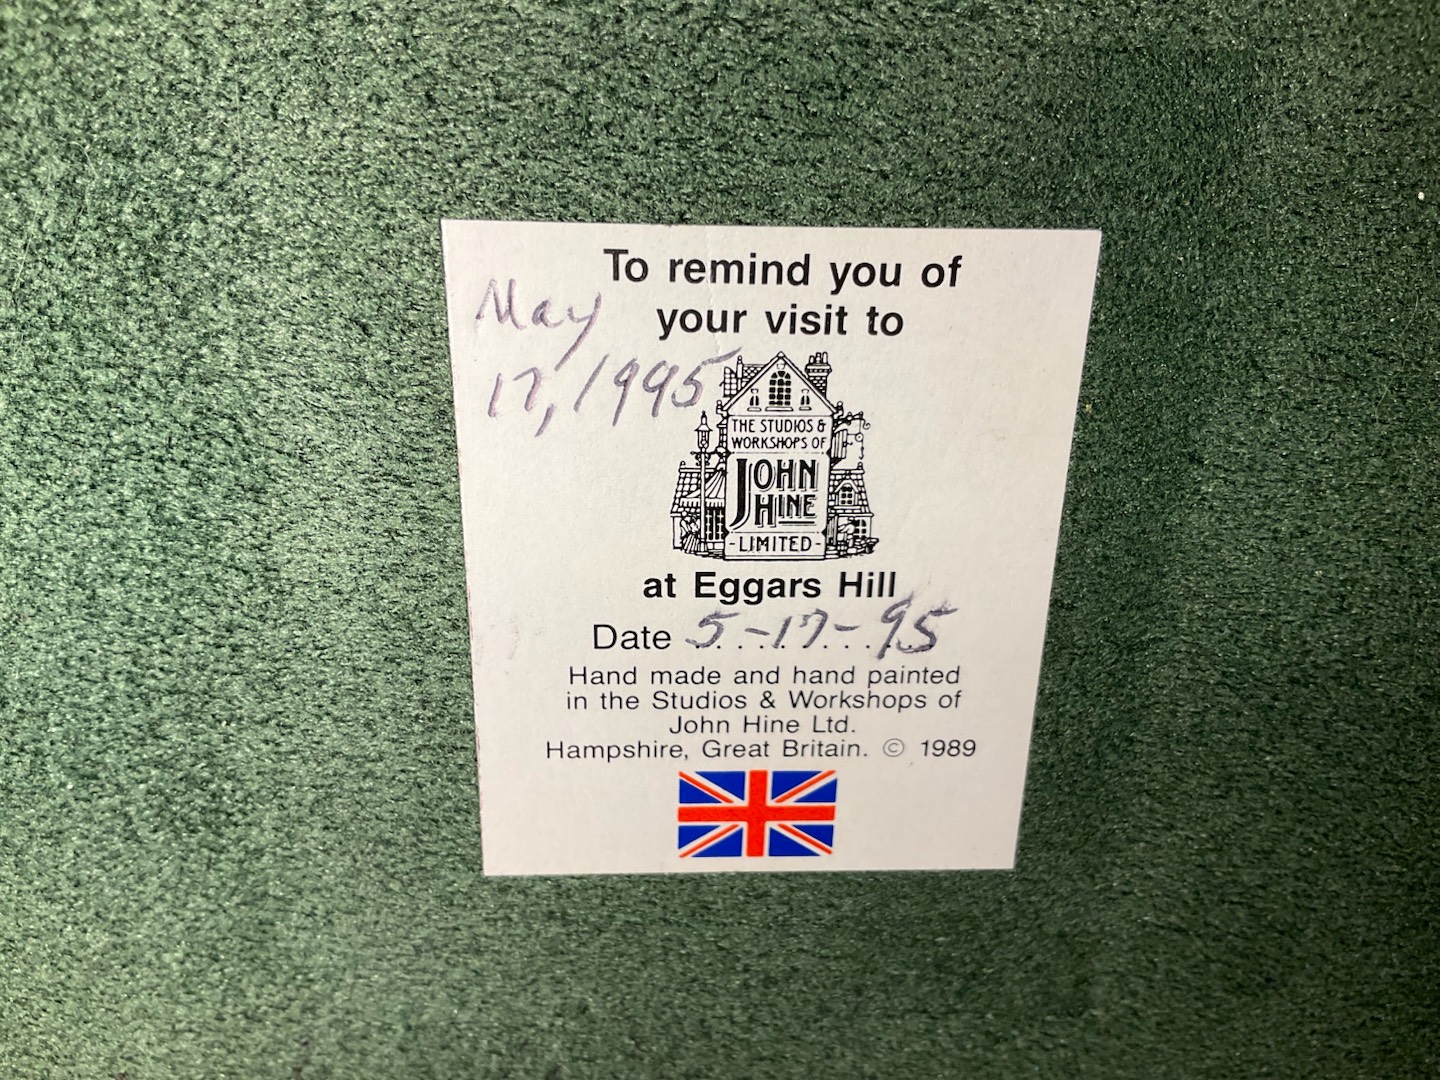 To remind you of
your visit to
May
17, 1995
THE STUDIOS &
WORKSHOPS OF
JOHN
HINE
-LIMITED-
at Eggars Hill
Date 5-17-95
Hand made and hand painted
in the Studios & Workshops of
John Hine Ltd.
Hampshire, Great Britain. © 1989